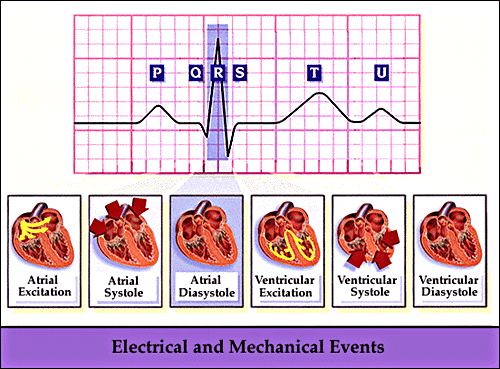 P Q R S T U
Atrial
Excitation
Atrial
Systole
Atrial
Diasystole
Ventricular
Excitation
Ventricular
Systole
Ventricular
Diasystole
Electrical and Mechanical Events